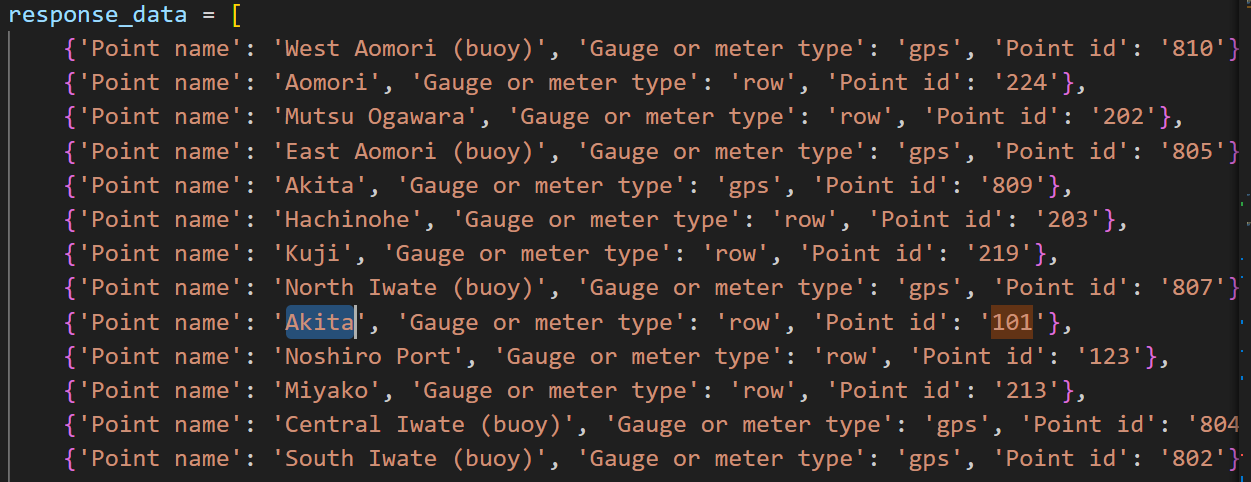 response_data = [
{'Point name': 'West Aomori (buoy)', 'Gauge or meter type': 'gps', 'Point id': '810'}
{'Point name': 'Aomori', 'Gauge or meter type': 'row', 'Point id': '224'},
{'Point name': 'Mutsu Ogawara', 'Gauge or meter type': 'row', 'Point id': '202'},
{'Point name': 'East Aomori (buoy)', 'Gauge or meter type': 'gps', 'Point id': '805'}
{'Point name': 'Akita', 'Gauge or meter type': 'gps', 'Point id': '809'},
{'Point name': 'Hachinohe', 'Gauge or meter type': 'row', 'Point id': '203'},
{'Point name': 'Kuji', 'Gauge or meter type': 'row', 'Point id': '219'},
{'Point name': 'North Iwate (buoy)', 'Gauge or meter type': 'gps', 'Point id': '807'}
{'Point name': 'Akita', 'Gauge or meter type': 'row', 'Point id': '101'},
{'Point name': 'Noshiro Port', 'Gauge or meter type': 'row', 'Point id': '123'},
{'Point name': 'Miyako', 'Gauge or meter type': 'row', 'Point id': '213'},
{'Point name': 'Central Iwate (buoy)', 'Gauge or meter type': 'gps', 'Point id': '804
{'Point name': 'South Iwate (buoy)', 'Gauge or meter type': 'gps', 'Point id': '802'}